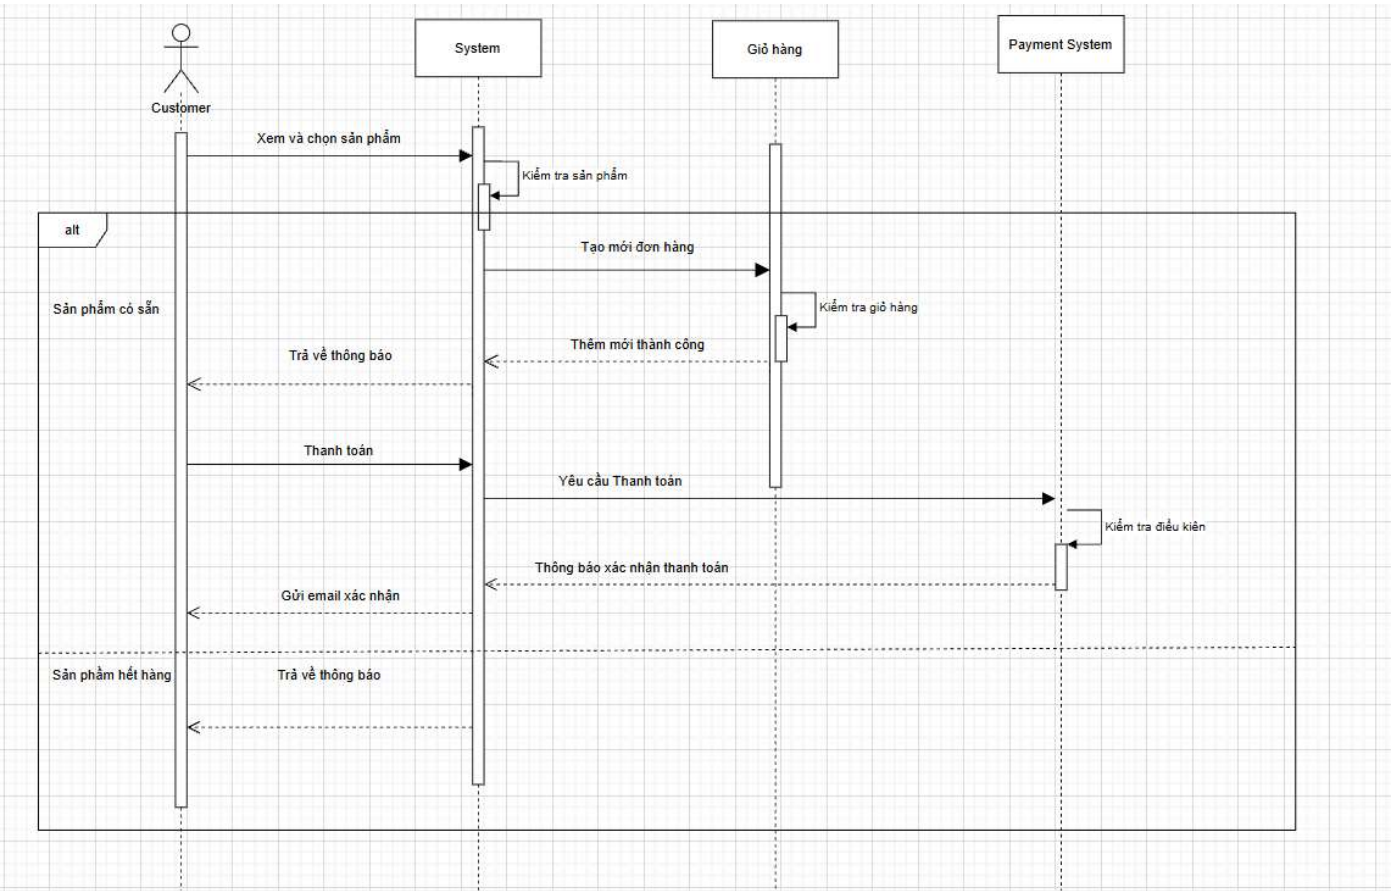 System
Giỏ hàng
Payment System
Customer
Xem và chọn sản phẩm
Kiểm tra sản phẩm
alt
Tạo mới đơn hàng
Sản phẩm có sẵn
Kiểm tra giỏ hàng
Thêm mới thành công
Trả về thông báo
Thanh toán
Yêu cầu Thanh toán
Kiểm tra điều kiên
Thông báo xác nhận thanh toán
Gửi email xác nhận
Sản phầm hết hàng
Trả về thông báo